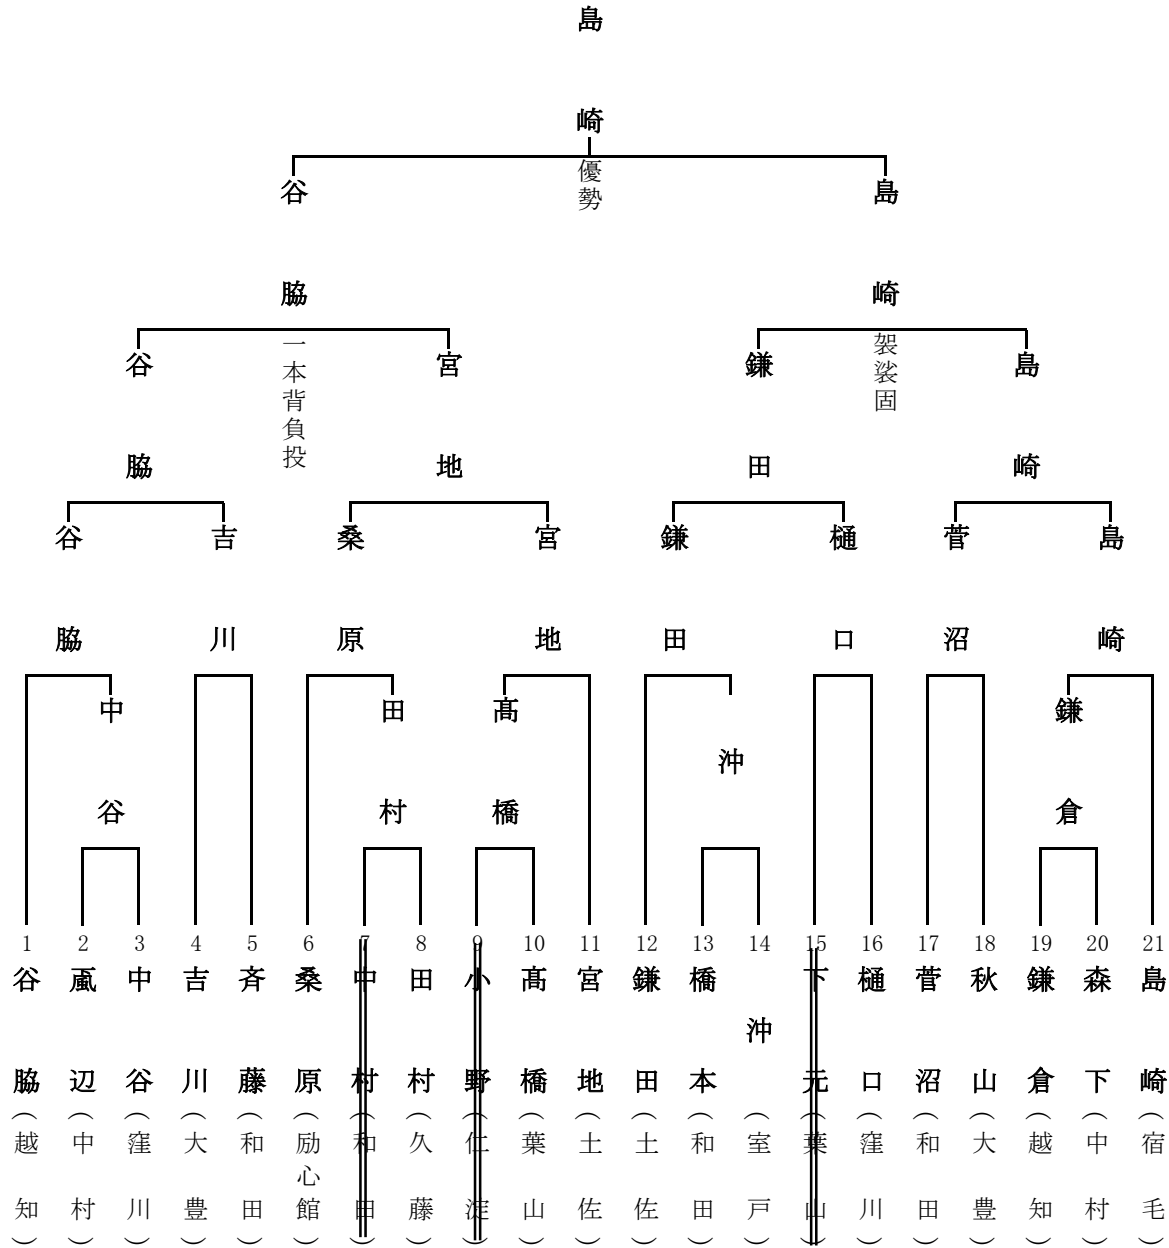 島崎
優勢
谷脇
島崎
一本背負投
袈裟固
谷脇
宮地
鎌田
島崎
谷脇
吉川
桑原
宮地
鎌田
樋口
菅沼
島崎
中谷
田村
髙橋
沖
鎌倉
1 谷脇（越知）
2 颪辺（中村）
3 中谷（窪川）
4 吉川（大豊）
5 斉藤（和田）
6 桑原（励心館）
7 中村（和田）
8 田村（久藤）
9 小野（仁淀）
10 髙橋（葉山）
11 宮地（土佐）
12 鎌田（土佐）
13 橋本（和田）
14 沖（室戸）
15 下元（葉山）
16 樋口（窪川）
17 菅沼（和田）
18 秋山（大豊）
19 鎌倉（越知）
20 森下（中村）
21 島崎（宿毛）